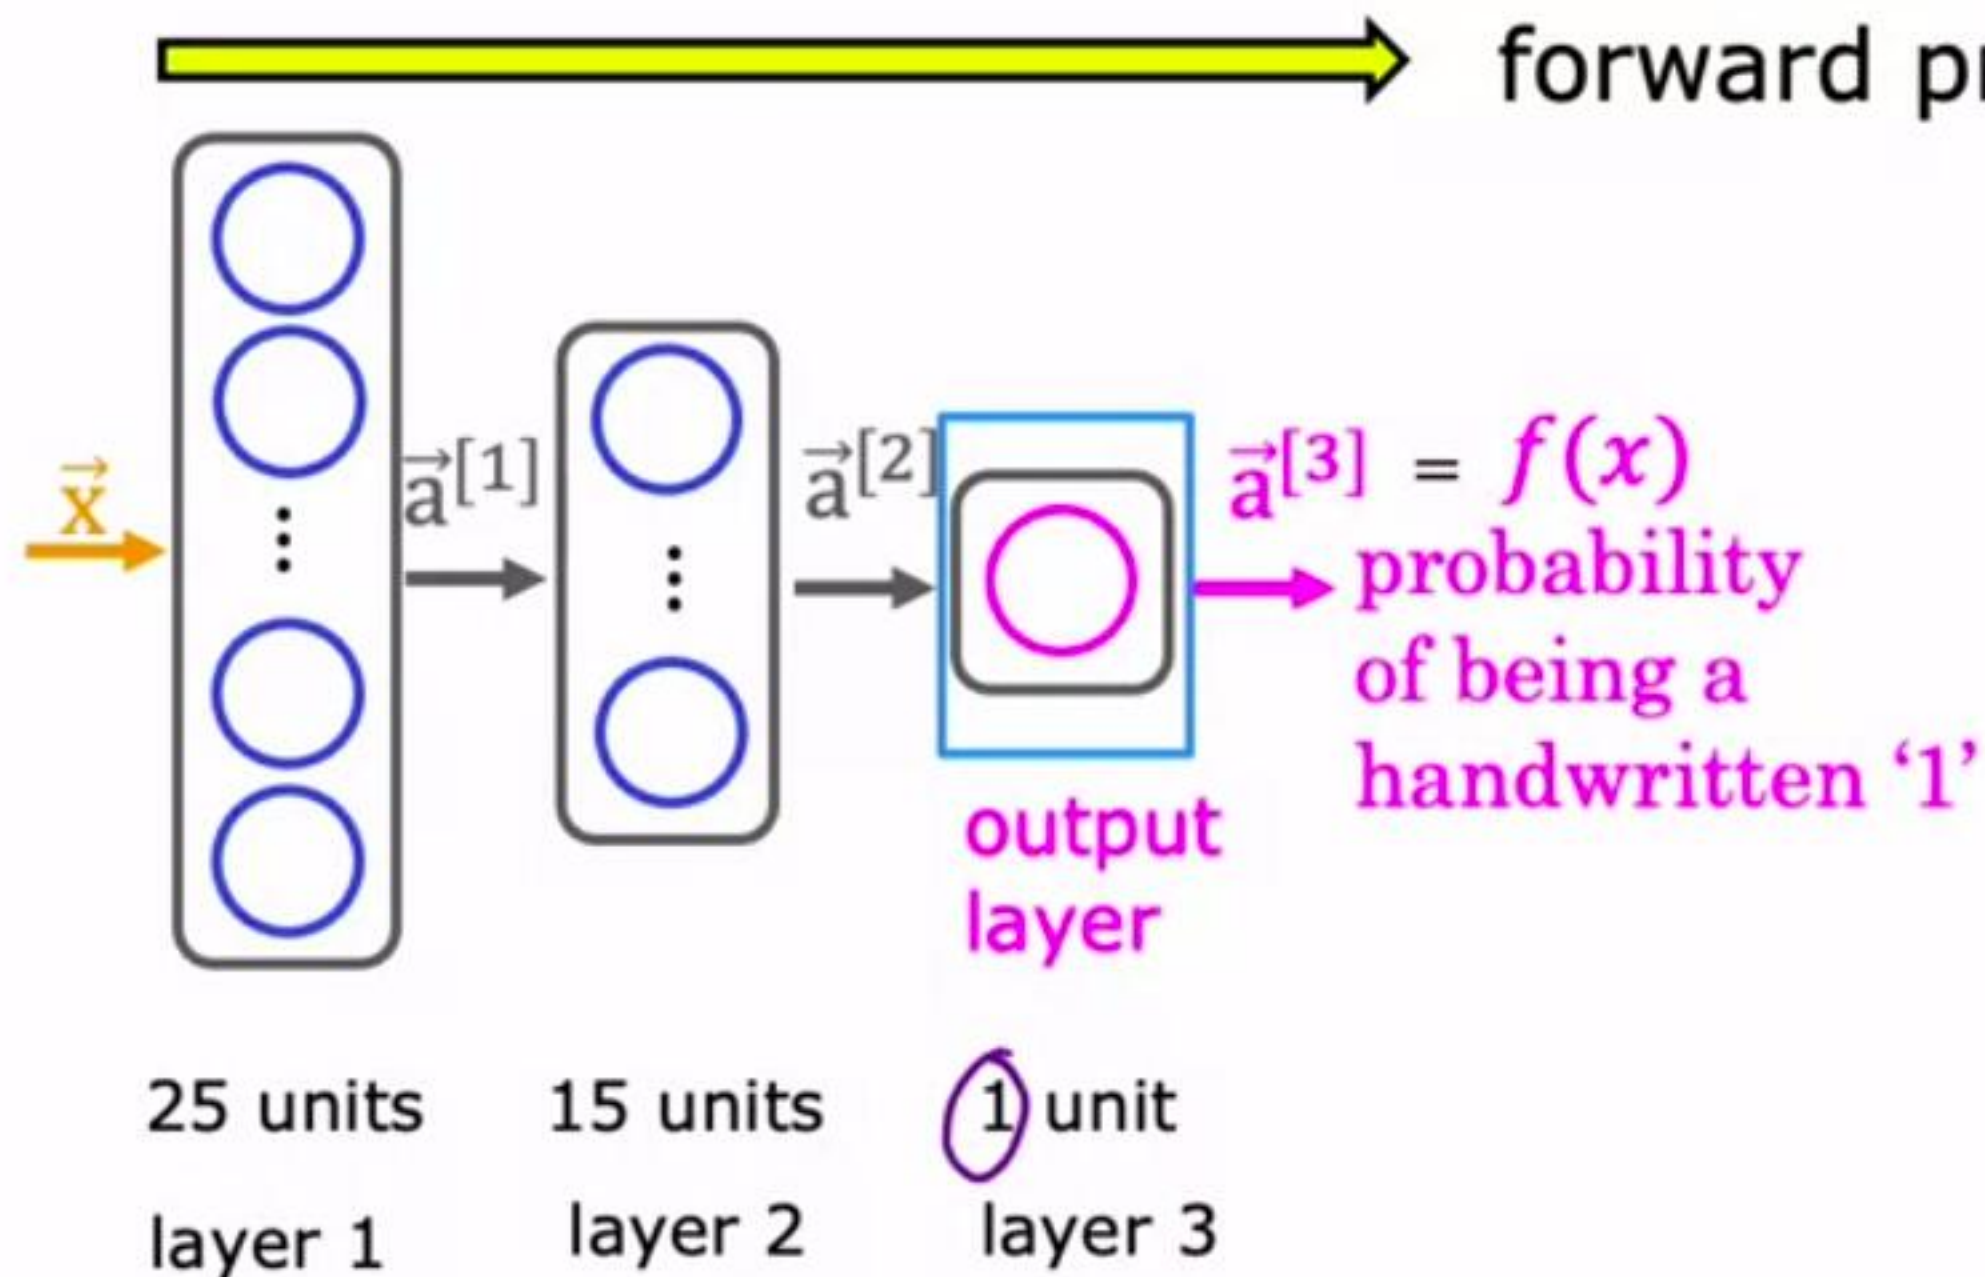 forward
x⃗
a⃗[1]
a⃗[2]
a⃗[3] = f(x)
probability
of being a
handwritten ‘1’
output
layer
25 units
15 units
1 unit
layer 1
layer 2
layer 3